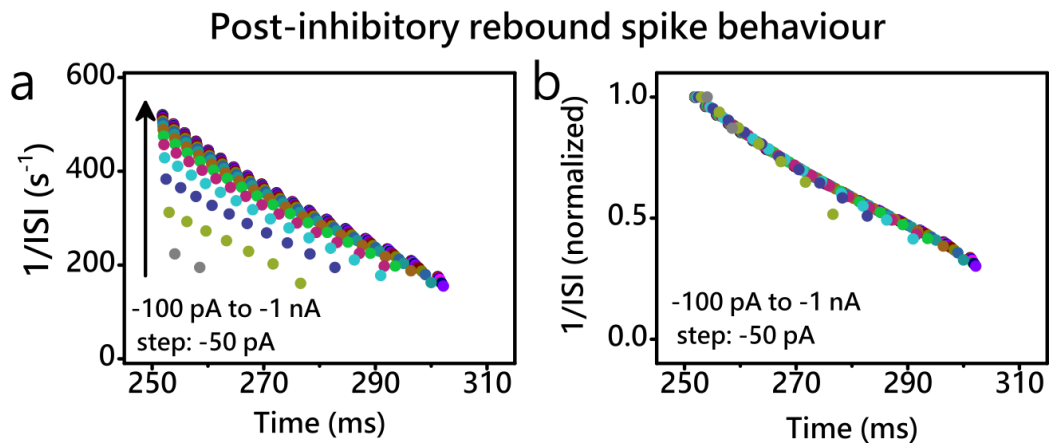 Post-inhibitory rebound spike behaviour
a
600
400
200
0
1/ISI (s⁻¹)
-100 pA to -1 nA
step: -50 pA
250 270 290 310
Time (ms)
b
1.0
0.5
0.0
1/ISI (normalized)
-100 pA to -1 nA
step: -50 pA
250 270 290 310
Time (ms)